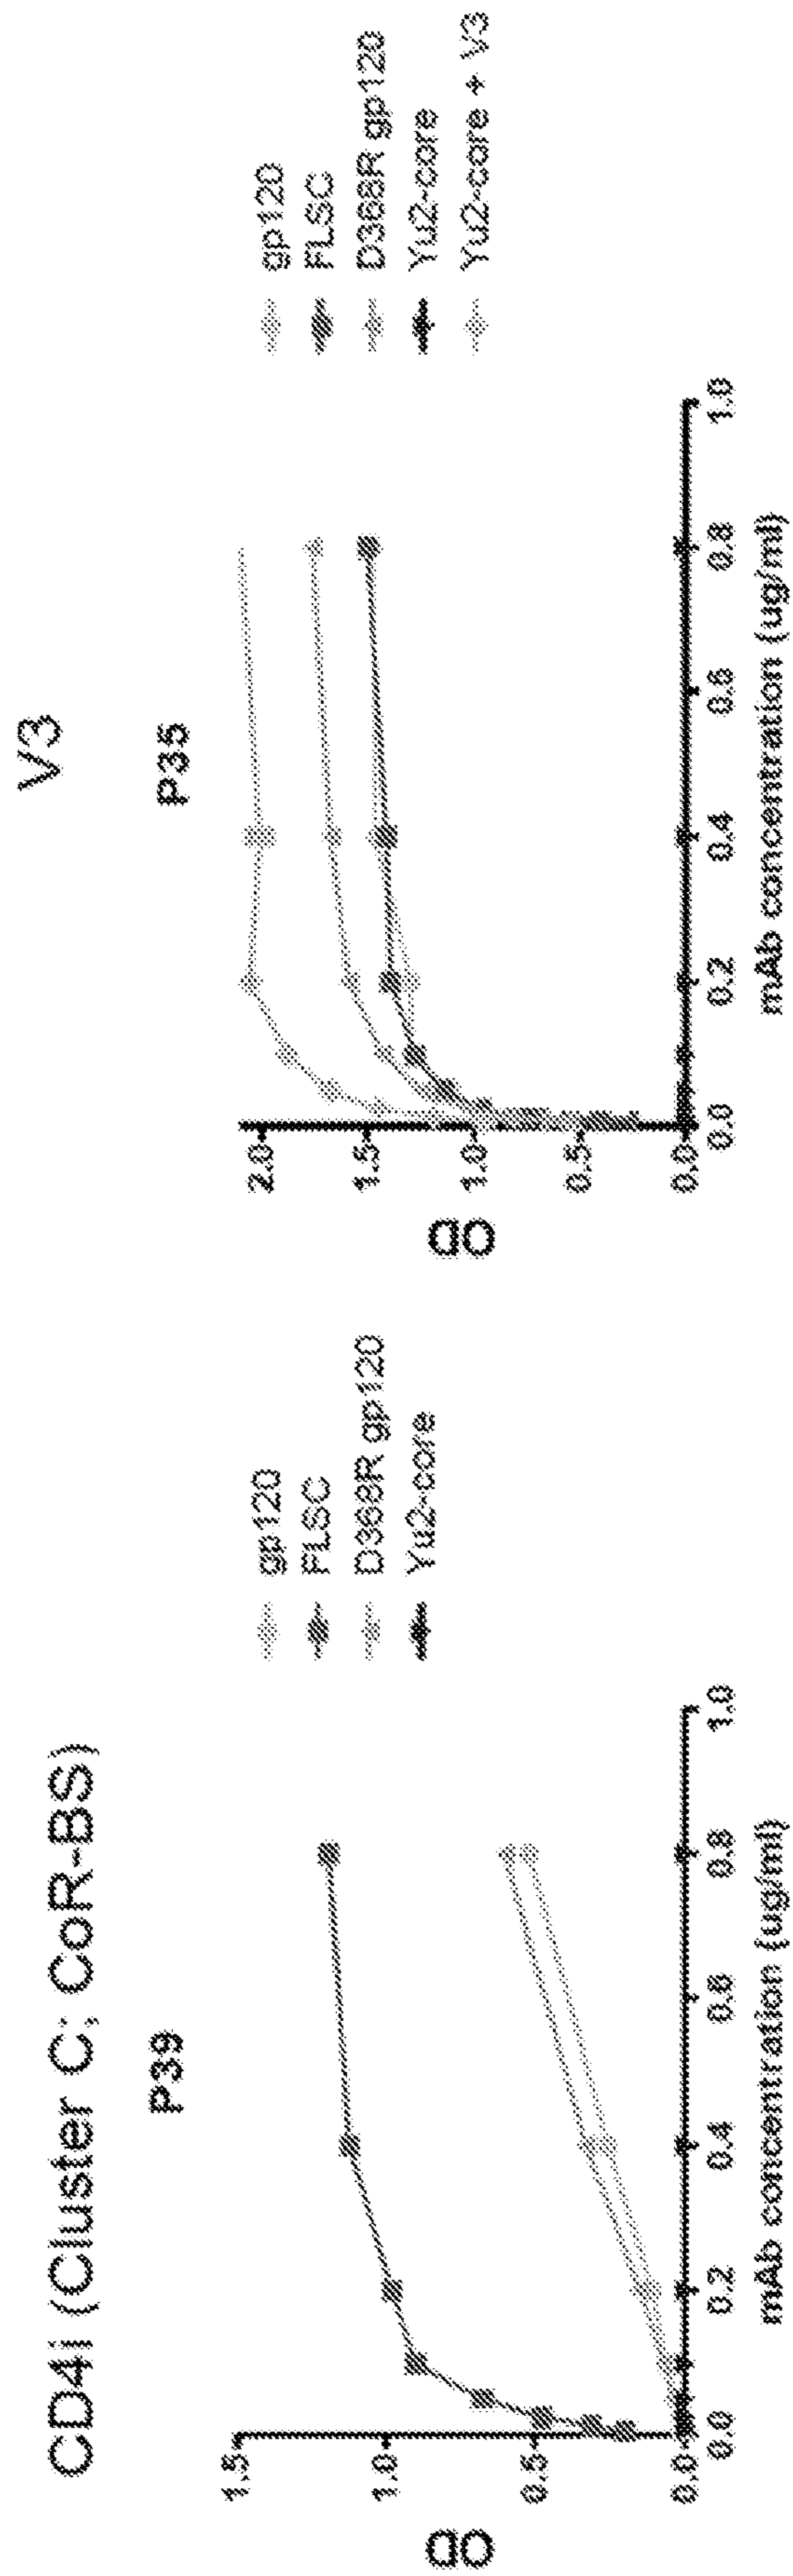 CD4i (Cluster C; CoR-BS)
P39
OD
1.5
1.0
0.5
0.0
0.0
0.2
0.4
0.6
0.8
1.0
mAb concentration (ug/ml)
gp120
FLSC
D368R gp120
Yu2-core
V3
P35
OD
2.0
1.5
1.0
0.5
0.0
0.0
0.2
0.4
0.6
0.8
1.0
mAb concentration (ug/ml)
gp120
FLSC
D368R gp120
Yu2-core
Yu2-core + V3